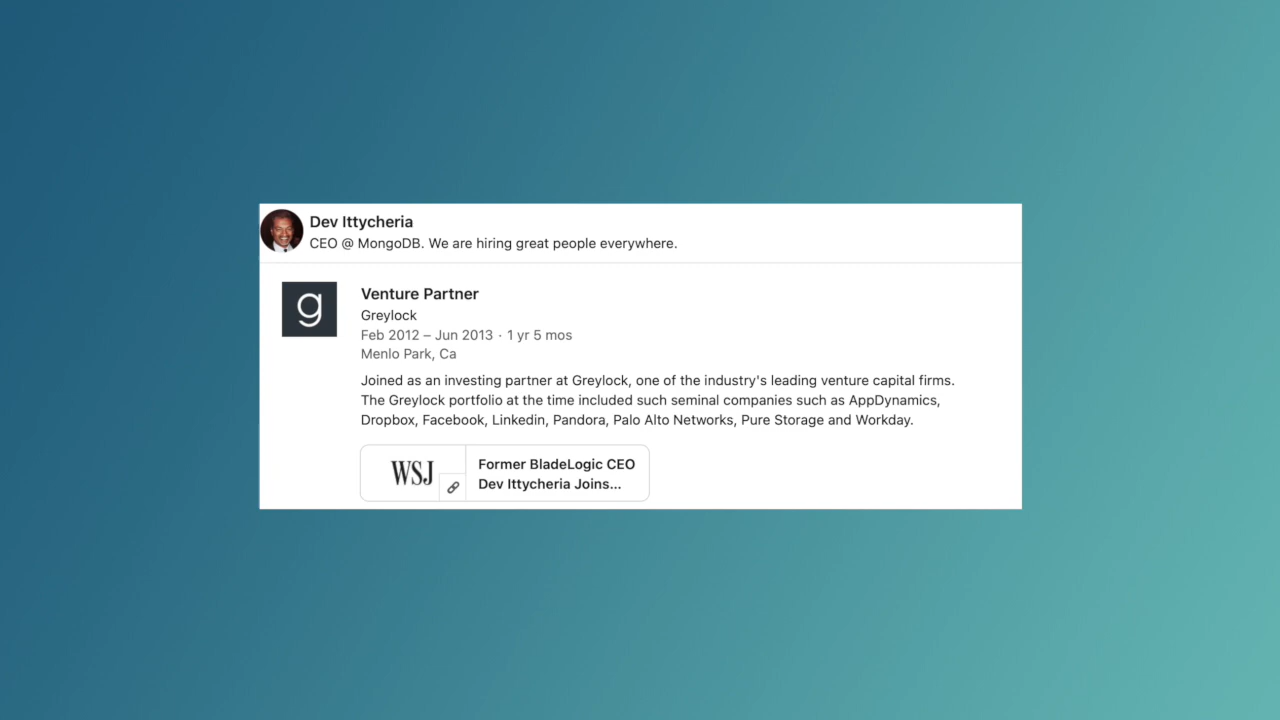 Dev Ittycheria
CEO @ MongoDB. We are hiring great people everywhere.
g
Venture Partner
Greylock
Feb 2012 – Jun 2013 · 1 yr 5 mos
Menlo Park, Ca
Joined as an investing partner at Greylock, one of the industry's leading venture capital firms.
The Greylock portfolio at the time included such seminal companies such as AppDynamics,
Dropbox, Facebook, Linkedin, Pandora, Palo Alto Networks, Pure Storage and Workday.
WSJ
Former BladeLogic CEO
Dev Ittycheria Joins...